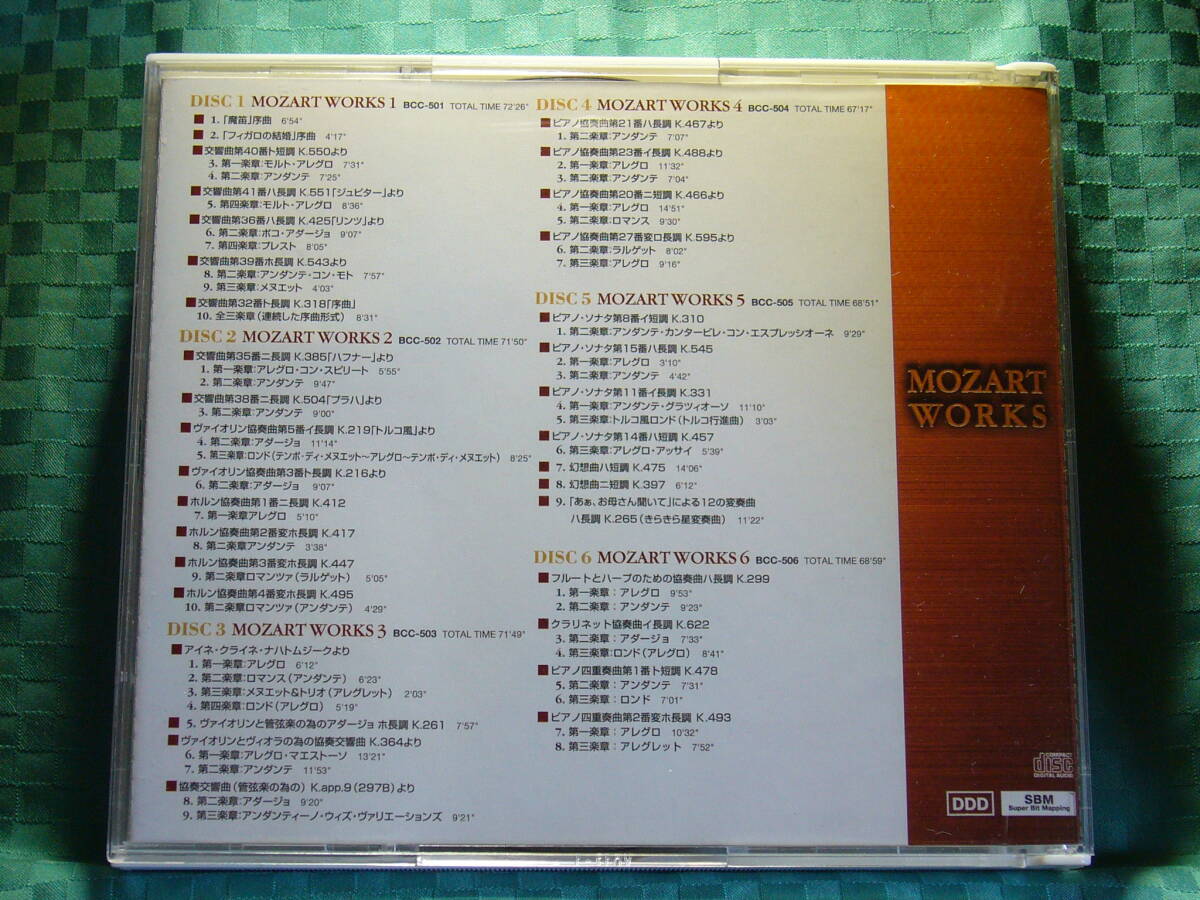 DISC 1 MOZART WORKS 1 BCC-501 TOTAL TIME 72'26"
■ 1. 「魔笛」序曲 6'54"
■ 2. 「フィガロの結婚」序曲 4'17"
■交響曲第40番ト短調 K.550より
3. 第一楽章:モルト・アレグロ 7'31"
4. 第二楽章:アンダンテ 7'25"
■交響曲第41番ハ長調 K.551「ジュピター」より
5. 第四楽章:モルト・アレグロ 8'36"
■交響曲第36番ハ長調 K.425「リンツ」より
6. 第二楽章:ポコ・アダージョ 9'07"
7. 第四楽章:プレスト 8'05"
■交響曲第39番ホ長調 K.543より
8. 第二楽章:アンダンテ・コン・モト 7'57"
9. 第三楽章:メヌエット 4'03"
■交響曲第32番ト長調 K.318「序曲」
10. 全三楽章(連続した序曲形式) 8'31"
DISC 2 MOZART WORKS 2 BCC-502 TOTAL TIME 71'50"
■交響曲第35番ニ長調 K.385「ハフナー」より
1. 第一楽章:アレグロ・コン・スピリート 5'55"
2. 第二楽章:アンダンテ 9'47"
■交響曲第38番ニ長調 K.504「プラハ」より
3. 第二楽章:アンダンテ 9'00"
■ヴァイオリン協奏曲第5番イ長調 K.219「トルコ風」より
4. 第二楽章:アダージョ 11'14"
5. 第三楽章:ロンド(テンポ・ディ・メヌエット〜アレグロ〜テンポ・ディ・メヌエット) 8'25"
■ヴァイオリン協奏曲第3番ト長調 K.216より
6. 第二楽章:アダージョ 9'07"
■ホルン協奏曲第1番ニ長調 K.412
7. 第一楽章アレグロ 5'10"
■ホルン協奏曲第2番変ホ長調 K.417
8. 第二楽章アンダンテ 3'38"
■ホルン協奏曲第3番変ホ長調 K.447
9. 第二楽章ロマンツァ(ラルゲット) 5'05"
■ホルン協奏曲第4番変ホ長調 K.495
10. 第二楽章ロマンツァ(アンダンテ) 4'29"
DISC 3 MOZART WORKS 3 BCC-503 TOTAL TIME 71'49"
■アイネ・クライネ・ナハトムジークより
1. 第一楽章:アレグロ 6'12"
2. 第二楽章:ロマンス(アンダンテ) 6'23"
3. 第三楽章:メヌエット&トリオ(アレグレット) 2'03"
4. 第四楽章:ロンド(アレグロ) 5'19"
■ 5. ヴァイオリンと管弦楽の為のアダージョ ホ長調 K.261 7'57"
■ヴァイオリンとヴィオラの為の協奏交響曲 K.364より
6. 第一楽章:アレグロ・マエストーソ 13'21"
7. 第二楽章:アンダンテ 11'53"
■協奏交響曲(管弦楽の為の) K.app.9(297B)より
8. 第二楽章:アダージョ 9'20"
9. 第三楽章:アンダンティーノ・ウィズ・ヴァリエーションズ 9'21"
DISC 4 MOZART WORKS 4 BCC-504 TOTAL TIME 67'17"
■ピアノ協奏曲第21番ハ長調 K.467より
1. 第二楽章:アンダンテ 7'07"
■ピアノ協奏曲第23番イ長調 K.488より
2. 第一楽章:アレグロ 11'32"
3. 第二楽章:アンダンテ 7'04"
■ピアノ協奏曲第20番ニ短調 K.466より
4. 第一楽章:アレグロ 14'51"
5. 第二楽章:ロマンス 9'30"
■ピアノ協奏曲第27番変ロ長調 K.595より
6. 第二楽章:ラルゲット 8'02"
7. 第三楽章:アレグロ 9'16"
DISC 5 MOZART WORKS 5 BCC-505 TOTAL TIME 68'51"
■ピアノ・ソナタ第8番イ短調 K.310
1. 第二楽章:アンダンテ・カンタービレ・コン・エスプレッシオーネ 9'29"
■ピアノ・ソナタ第15番ハ長調 K.545
2. 第一楽章:アレグロ 3'10"
3. 第二楽章:アンダンテ 4'42"
■ピアノ・ソナタ第11番イ長調 K.331
4. 第一楽章:アンダンテ・グラツィオーソ 11'10"
5. 第三楽章:トルコ風ロンド(トルコ行進曲) 3'03"
■ピアノ・ソナタ第14番ハ短調 K.457
6. 第三楽章:アレグロ・アッサイ 5'39"
■ 7. 幻想曲ハ短調 K.475 14'06"
■ 8. 幻想曲ニ短調 K.397 6'12"
■ 9. 「あぁ、お母さん聞いて」による12の変奏曲
ハ長調 K.265(きらきら星変奏曲) 11'22"
DISC 6 MOZART WORKS 6 BCC-506 TOTAL TIME 68'59"
■フルートとハープのための協奏曲ハ長調 K.299
1. 第一楽章:アレグロ 9'53"
2. 第二楽章:アンダンテ 9'23"
■クラリネット協奏曲イ長調 K.622
3. 第二楽章:アダージョ 7'33"
4. 第三楽章:ロンド(アレグロ) 8'41"
■ピアノ四重奏曲第1番ト短調 K.478
5. 第二楽章:アンダンテ 7'31"
6. 第三楽章:ロンド 7'01"
■ピアノ四重奏曲第2番変ホ長調 K.493
7. 第一楽章:アレグロ 10'32"
8. 第三楽章:アレグレット 7'52"
MOZART
WORKS
COMPACT
disc
DIGITAL AUDIO
DDD
SBM
Super Bit Mapping